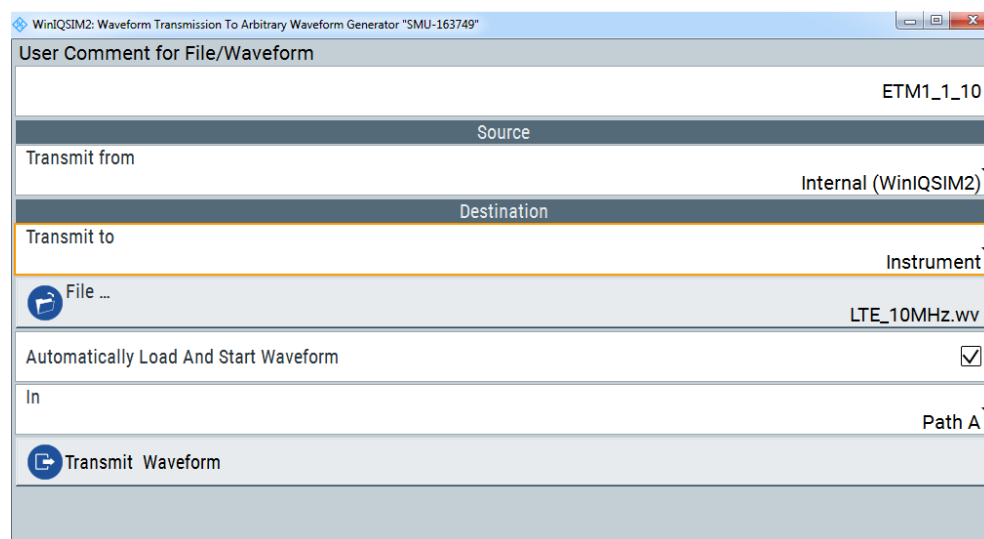 WinIQSIM2: Waveform Transmission To Arbitrary Waveform Generator "SMU-163749"
User Comment for File/Waveform
ETM1_1_10
Source
Transmit from
Internal (WinIQSIM2)
Destination
Transmit to
Instrument
File ...
LTE_10MHz.wv
Automatically Load And Start Waveform
In
Path A
Transmit Waveform